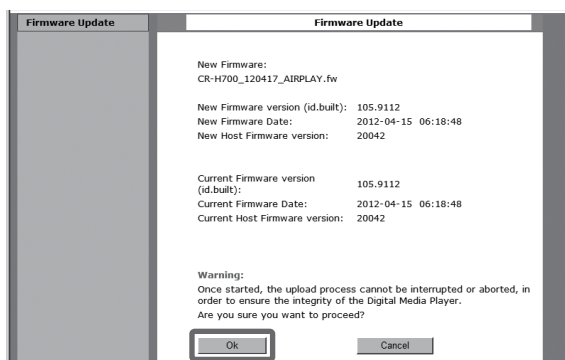 Firmware Update
Firmware Update
New Firmware:
CR-H700_120417_AIRPLAY.fw
New Firmware version (id.built): 105.9112
New Firmware Date: 2012-04-15 06:18:48
New Host Firmware version: 20042
Current Firmware version
(id.built): 105.9112
Current Firmware Date: 2012-04-15 06:18:48
Current Host Firmware version: 20042
Warning:
Once started, the upload process cannot be interrupted or aborted, in
order to ensure the integrity of the Digital Media Player.
Are you sure you want to proceed?
Ok Cancel